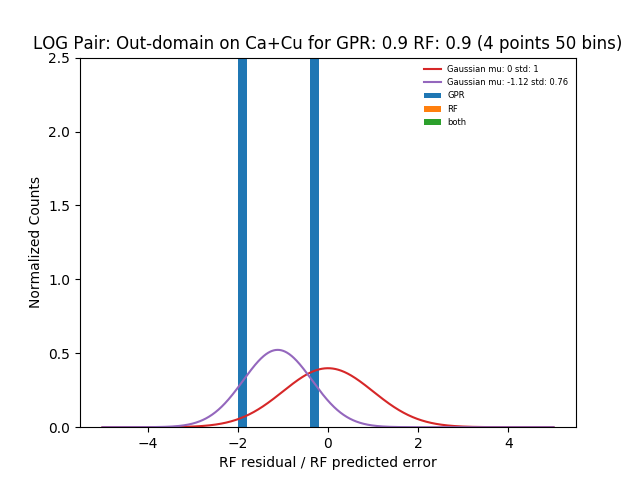 LOG Pair: Out-domain on Ca+Cu for GPR: 0.9 RF: 0.9 (4 points 50 bins)
Gaussian mu: 0 std: 1
Gaussian mu: -1.12 std: 0.76
GPR
RF
both
Normalized Counts
2.5
2.0
1.5
1.0
0.5
0.0
−4 −2 0 2 4
RF residual / RF predicted error